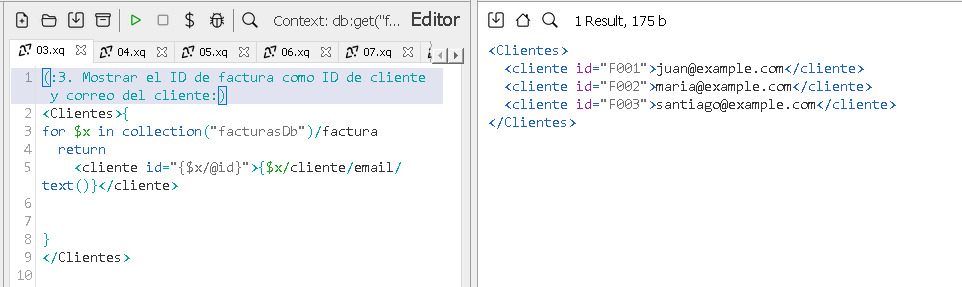 Context: db:get("f... Editor
03.xq 04.xq 05.xq 06.xq 07.xq
1 (:3. Mostrar el ID de factura como ID de cliente
y correo del cliente:)
2 <Clientes>{
3 for $x in collection("facturasDb")/factura
4 return
5 <cliente id="{$x/@id}">{$x/cliente/email/
text()}</cliente>
6
7
8 }
9 </Clientes>
10
1 Result, 175 b
<Clientes>
<cliente id="F001">juan@example.com</cliente>
<cliente id="F002">maria@example.com</cliente>
<cliente id="F003">santiago@example.com</cliente>
</Clientes>